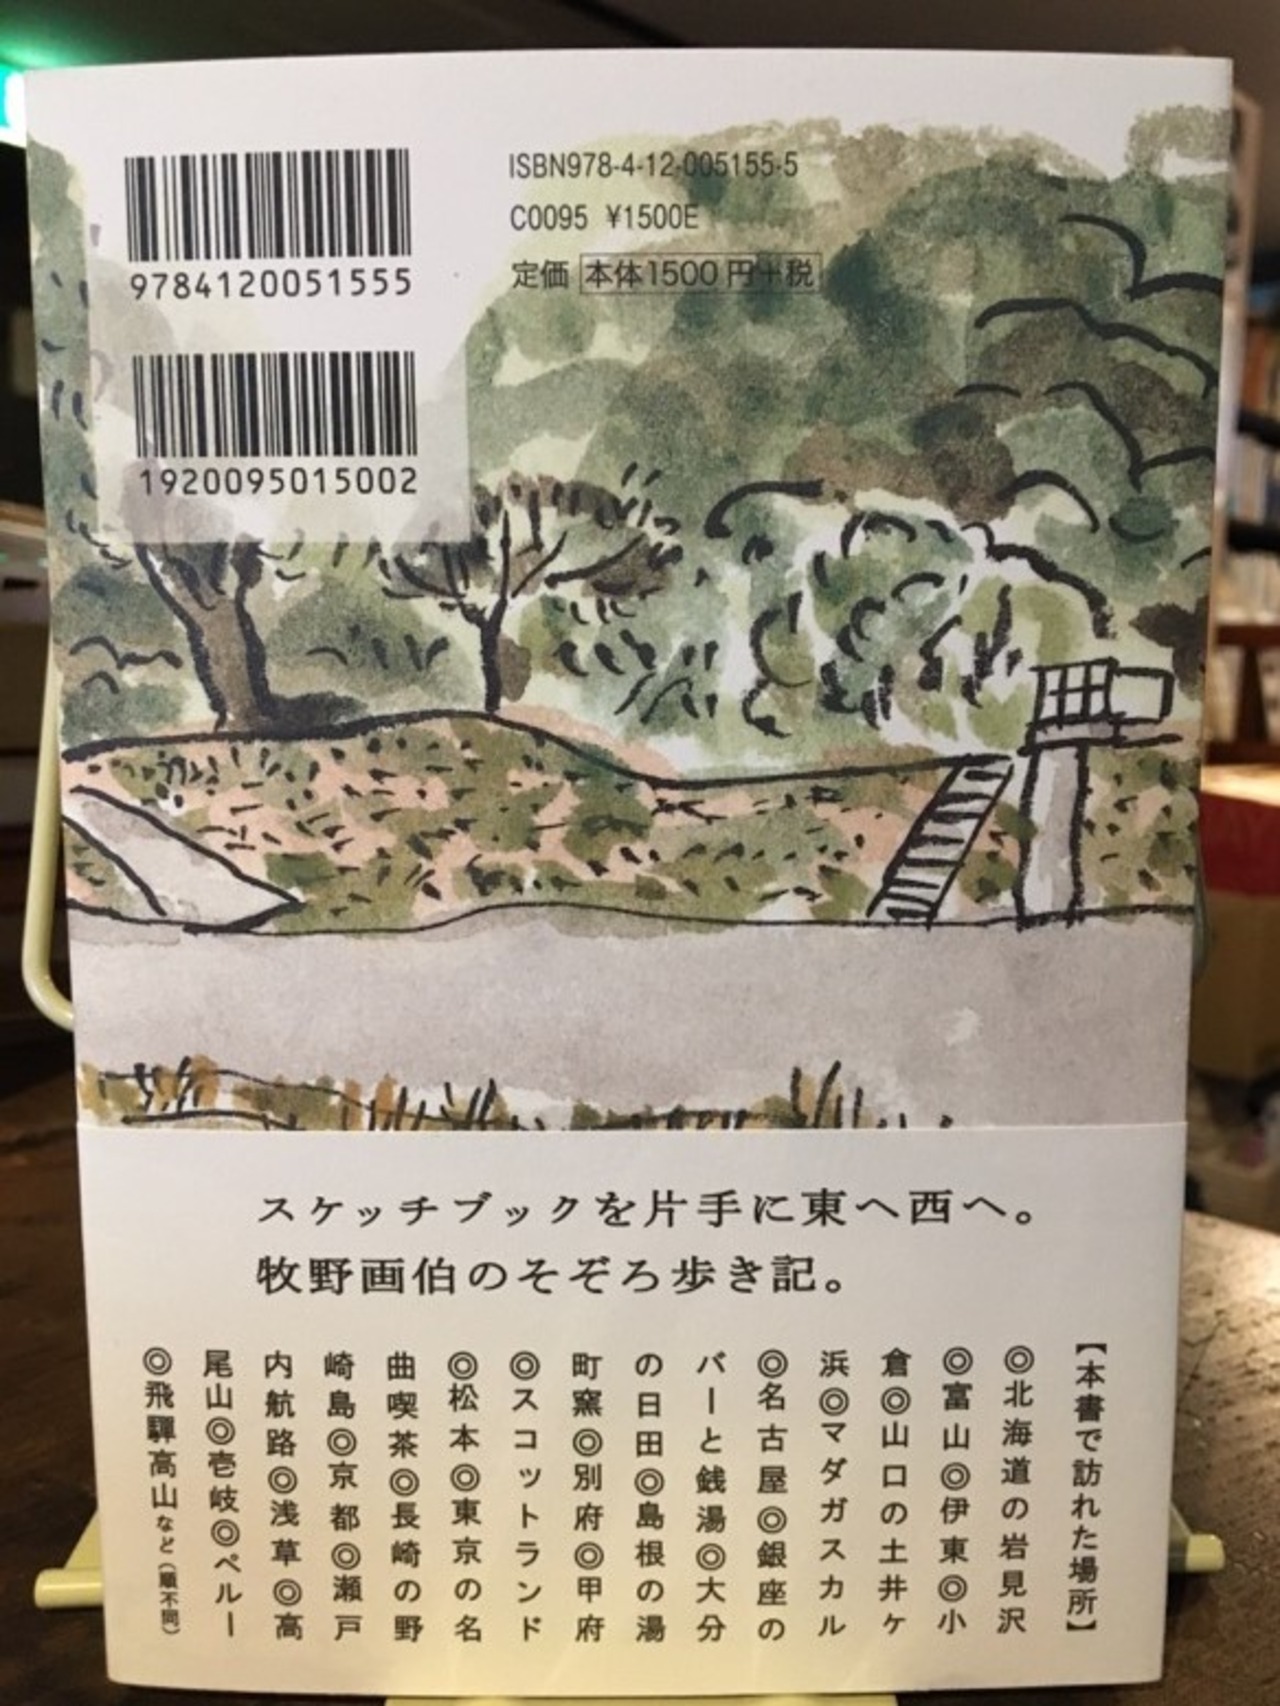 ISBN978-4-12-005155-5
C0095 ¥1500E
定価 本体1500円+税
9784120051555
1920095015002
スケッチブックを片手に東へ西へ。
牧野画伯のそぞろ歩き記。
【本書で訪れた場所】
◎北海道の岩見沢
◎富山◎伊東◎小
倉◎山口の土井ヶ
浜◎マダガスカル
◎名古屋◎銀座の
バーと銭湯◎大分
の日田◎島根の湯
町窯◎別府◎甲府
◎スコットランド
◎松本◎東京の名
曲喫茶◎長崎の野
崎島◎京都◎瀬戸
内航路◎浅草◎高
尾山◎壱岐◎ペルー
◎飛驒高山など(順不同)